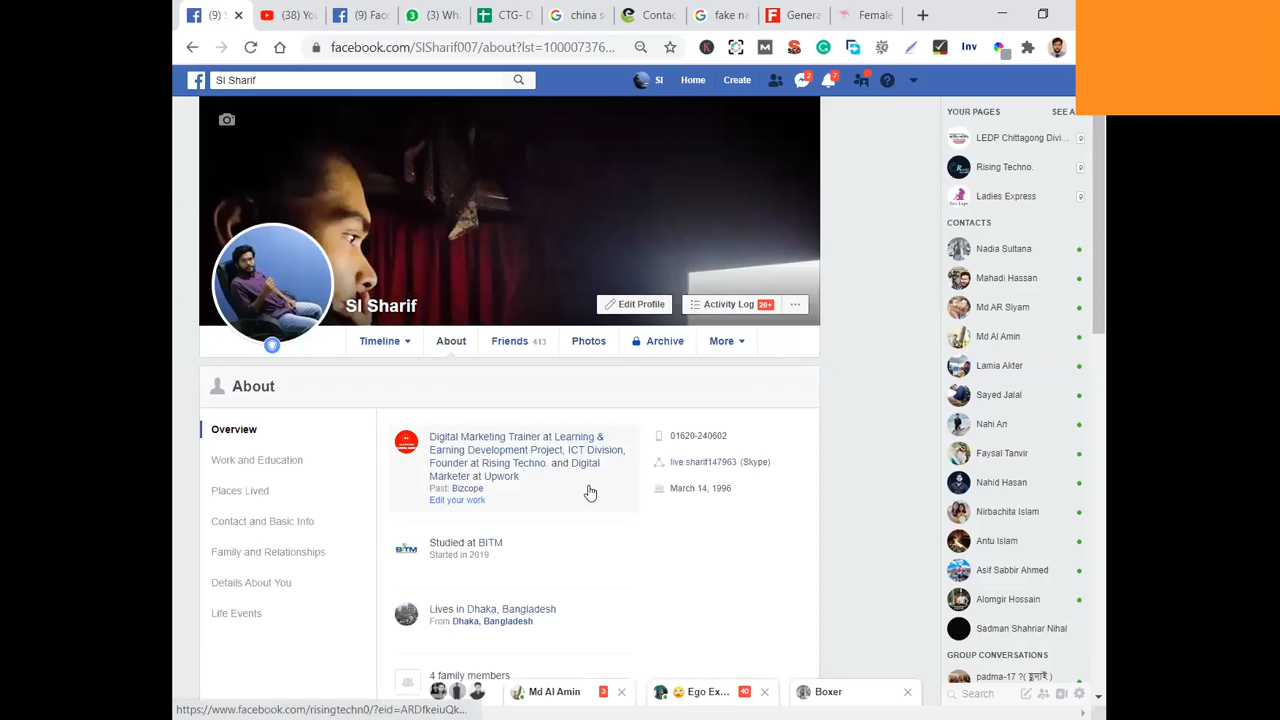 (9) S
(38) You
(9) Face
(3) Wha
CTG- D
china s
Contac
fake na
Genera
Female
facebook.com/SISharif007/about?lst=100007376...
Inv
SI Sharif
SI
Home
Create
2
7
SI Sharif
Edit Profile
Activity Log 20+
Timeline
About
Friends 413
Photos
Archive
More
About
Overview
Work and Education
Places Lived
Contact and Basic Info
Family and Relationships
Details About You
Life Events
Digital Marketing Trainer at Learning &
Earning Development Project, ICT Division,
Founder at Rising Techno. and Digital
Marketer at Upwork
Past: Bizcope
Edit your work
01620-240602
live:sharif147963 (Skype)
March 14, 1996
Studied at BITM
Started in 2019
Lives in Dhaka, Bangladesh
From Dhaka, Bangladesh
4 family members
YOUR PAGES
SEE A
LEDP Chittagong Divi...
Rising Techno.
Ladies Express
CONTACTS
Nadia Sultana
Mahadi Hassan
Md AR Siyam
Md Al Amin
Lamia Akter
Sayed Jalal
Nahi An
Faysal Tanvir
Nahid Hasan
Nirbachita Islam
Antu Islam
Asif Sabbir Ahmed
Alomgir Hossain
Sadman Shahriar Nihal
GROUP CONVERSATIONS
padma-17 ?( হুদাই )
Search
Md Al Amin 3
Ego Ex... 40
Boxer
https://www.facebook.com/risingtechn0/?eid=ARDfkeiuQk...